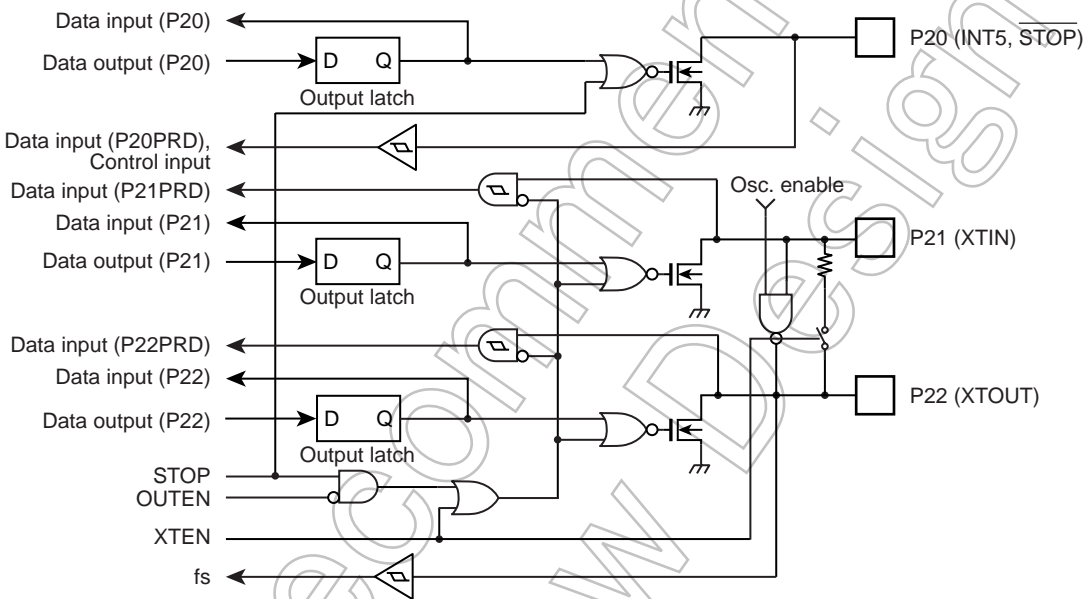 Data input (P20)
Data output (P20)
D Q
Output latch
P20 (INT5, STOP)
Data input (P20PRD),
Control input
Data input (P21PRD)
Osc. enable
Data input (P21)
P21 (XTIN)
Data output (P21)
D Q
Output latch
Data input (P22PRD)
Data input (P22)
P22 (XTOUT)
Data output (P22)
D Q
Output latch
STOP
OUTEN
XTEN
fs
ecommen
w Design